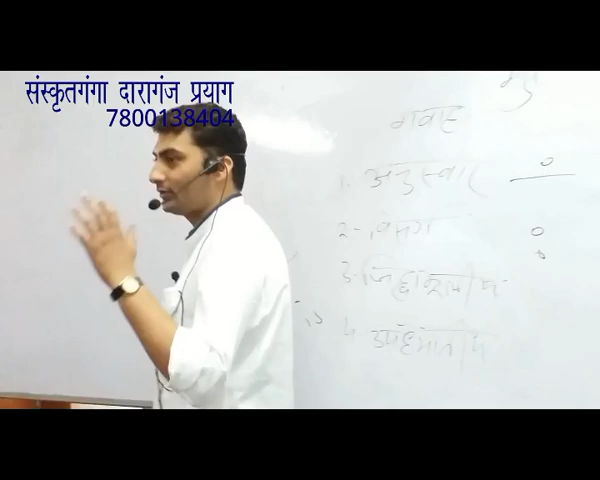 संस्कृतगंगा दारागंज प्रयाग
7800138404
1. अनुस्वार
2- विसर्ग
3- जिह्वामूलीय
4 उपध्मानीय